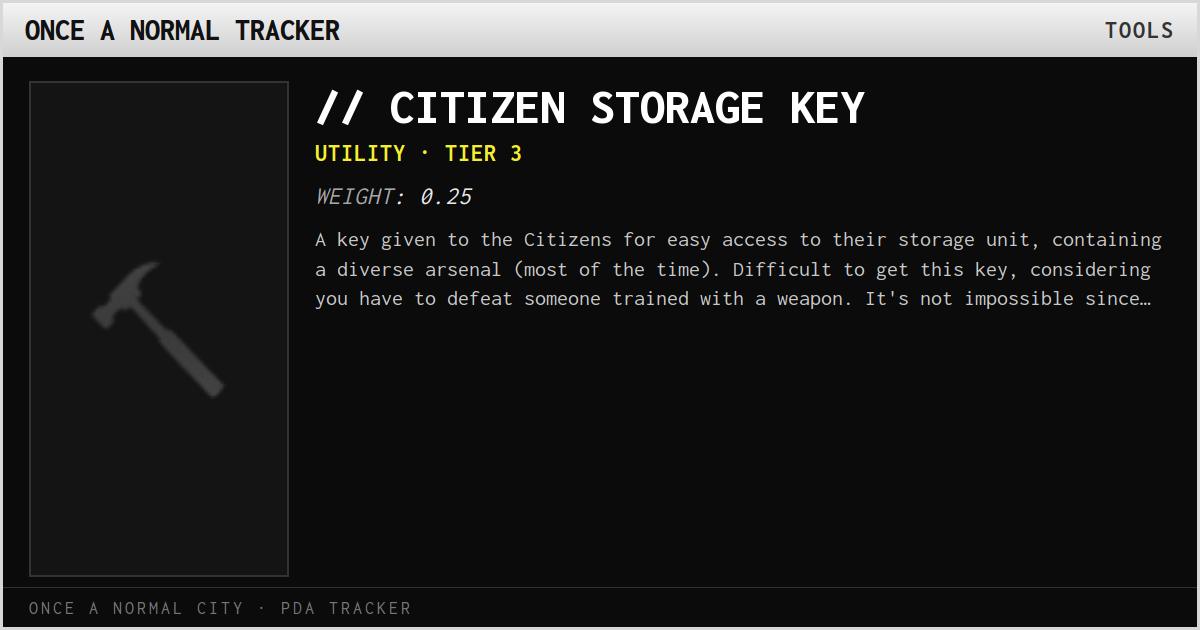 ONCE A NORMAL TRACKER
TOOLS
// CITIZEN STORAGE KEY
UTILITY · TIER 3
WEIGHT: 0.25
A key given to the Citizens for easy access to their storage unit, containing
a diverse arsenal (most of the time). Difficult to get this key, considering
you have to defeat someone trained with a weapon. It's not impossible since…
ONCE A NORMAL CITY · PDA TRACKER